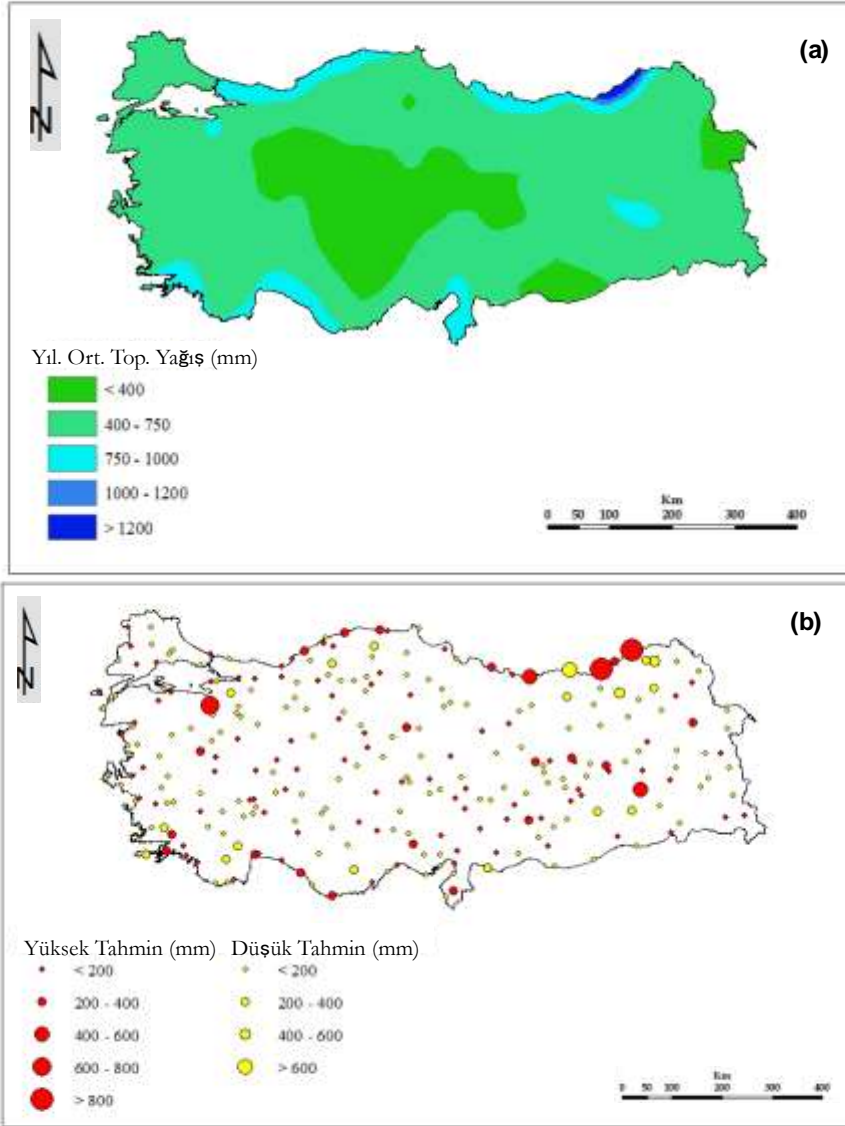 (a)
N
Yıl. Ort. Top. Yağış (mm)
< 400
400 - 750
750 - 1000
1000 - 1200
> 1200
Km
0 50 100 200 300 400
(b)
N
Yüksek Tahmin (mm) Düşük Tahmin (mm)
< 200 < 200
200 - 400 200 - 400
400 - 600 400 - 600
600 - 800 > 600
> 800
Km
0 50 100 200 300 400